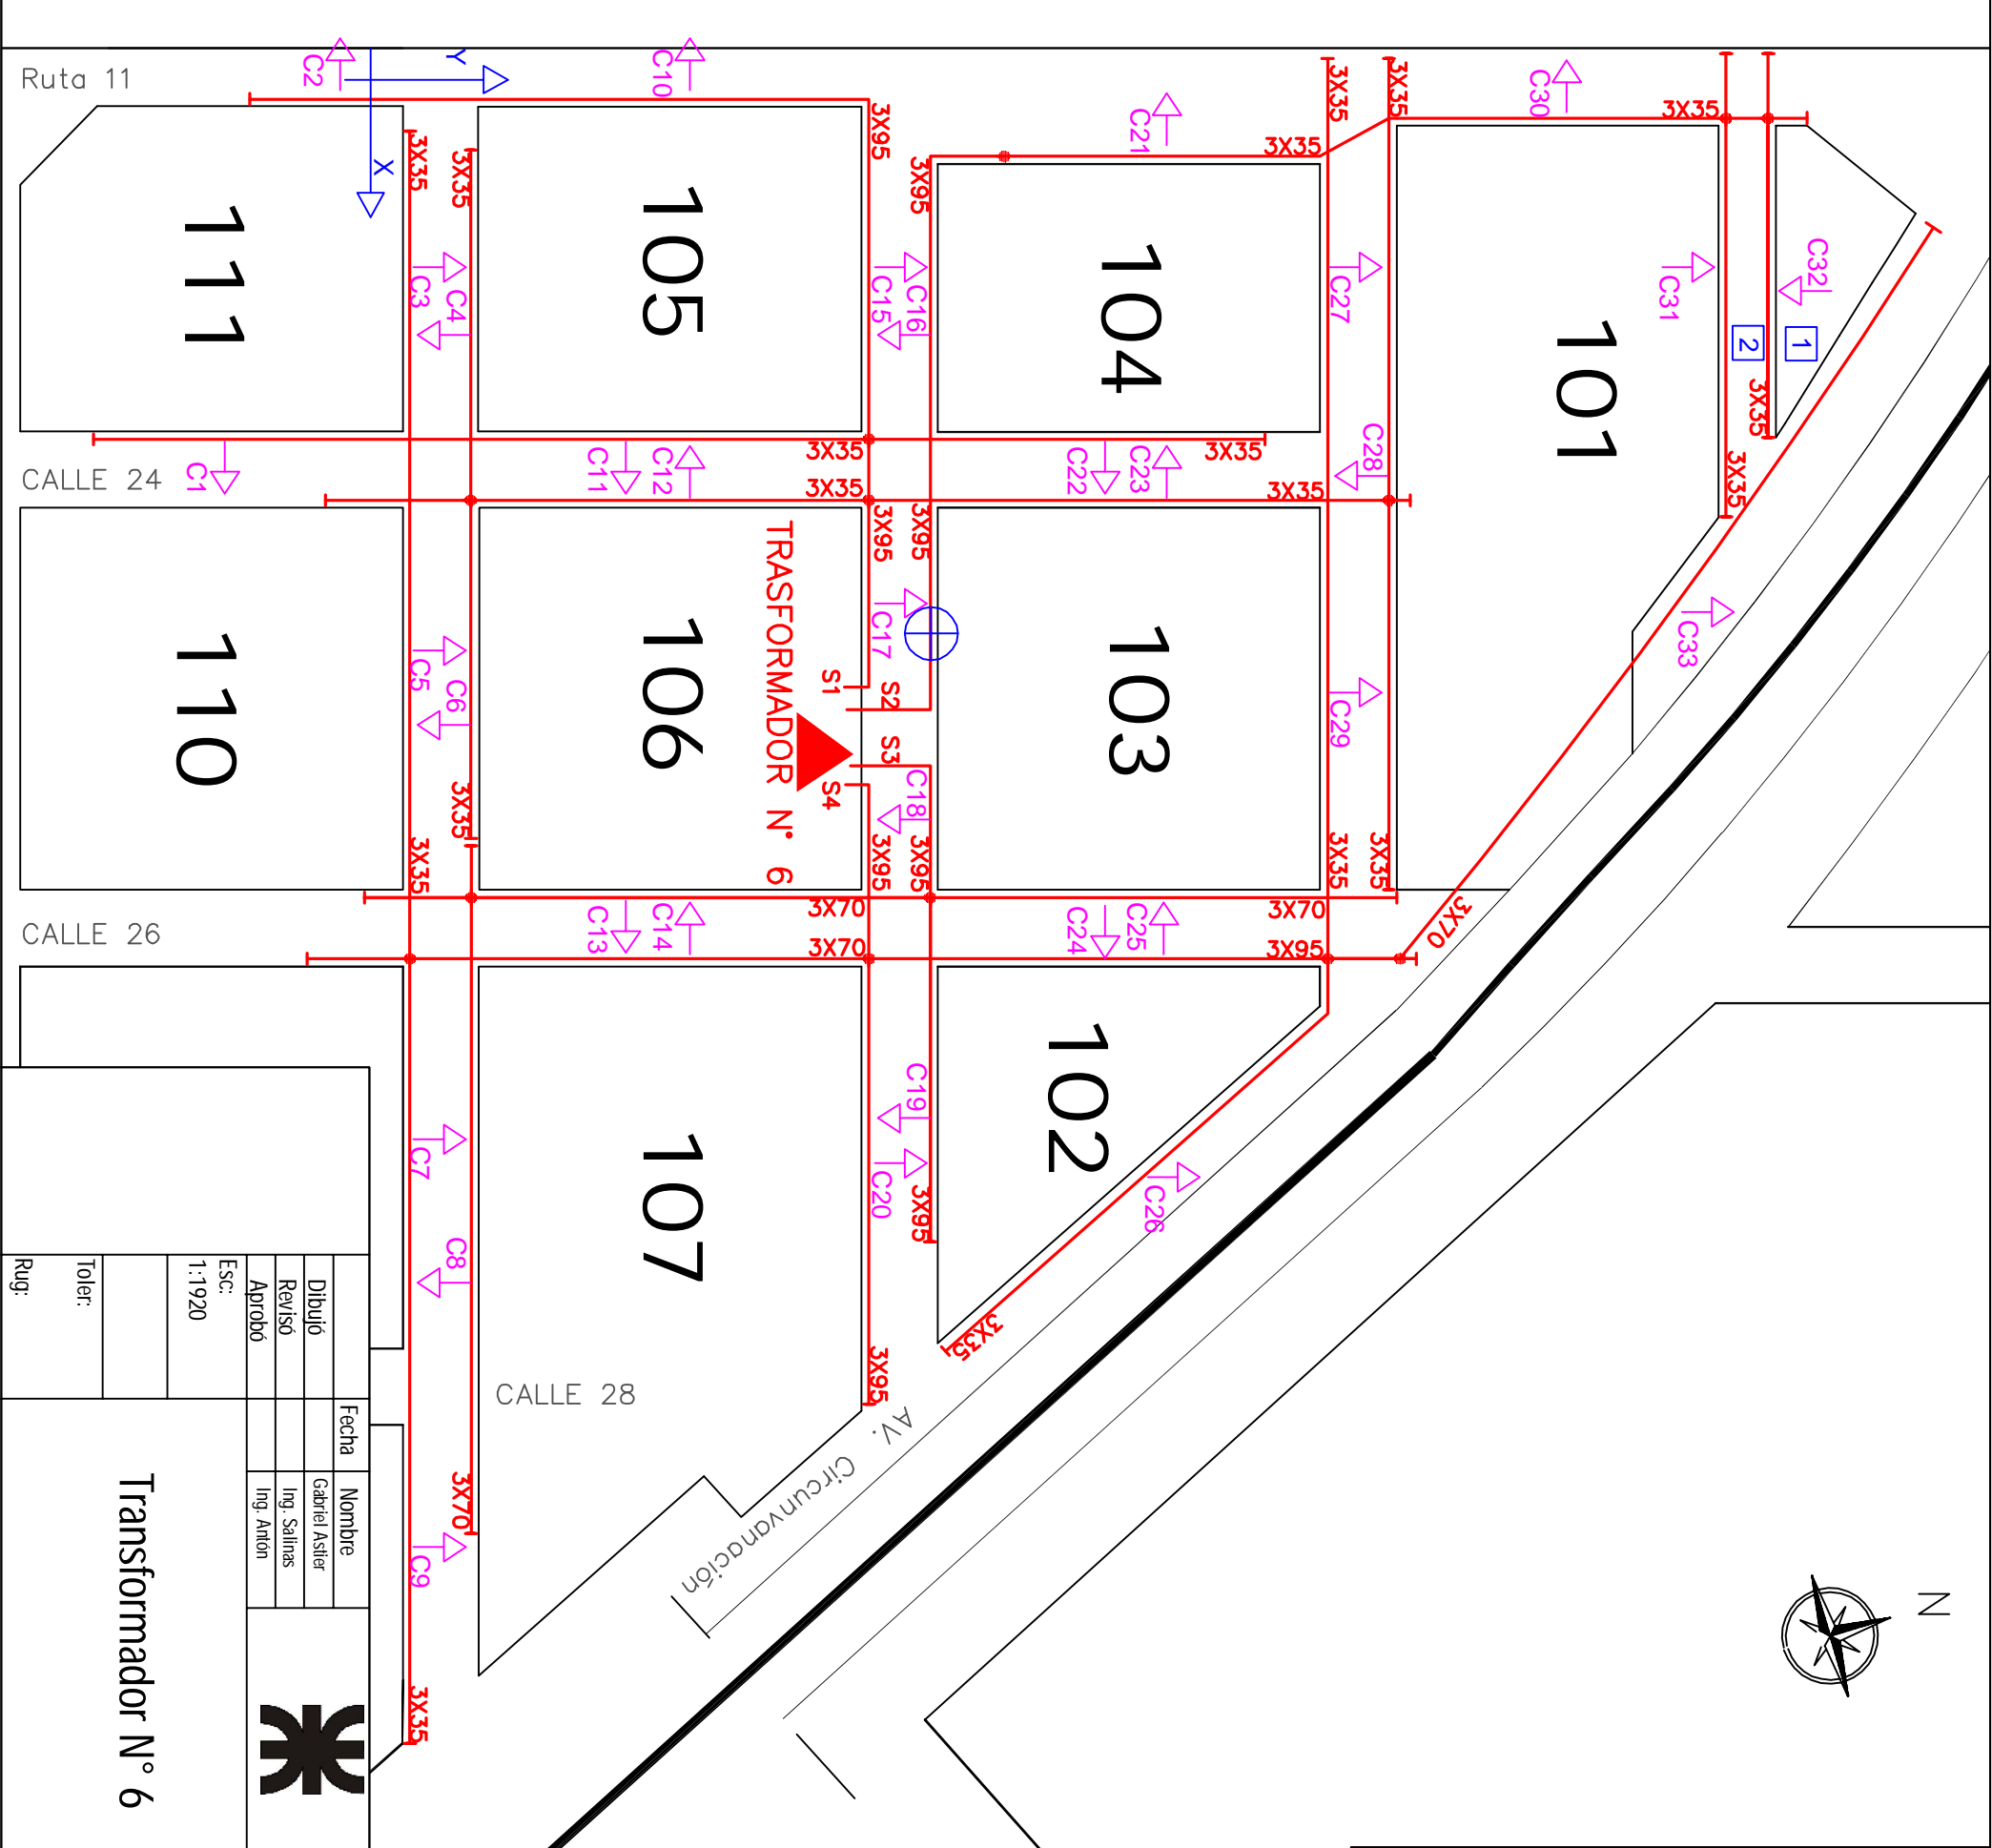 Ruta 11
CALLE 24
CALLE 26
CALLE 28
AV. Circunvanación
N
Y
X
111
105
104
101
110
106
103
107
102
1
2
TRASFORMADOR N° 6
S1
S2
S3
S4
C1
C2
C3
C4
C5
C6
C7
C8
C9
C10
C11
C12
C13
C14
C15
C16
C17
C18
C19
C20
C21
C22
C23
C24
C25
C26
C27
C28
C29
C30
C31
C32
C33
3X35
3X35
3X95
3X95
3X35
3X35
3X35
3X35
3X35
3X35
3X35
3X35
3X35
3X35
3X95
3X95
3X35
3X35
3X95
3X95
3X35
3X35
3X70
3X70
3X70
3X70
3X95
3X95
3X35
3X95
3X70
3X35
Fecha
Nombre
Dibujó
Gabriel Astier
Revisó
Ing. Salinas
Aprobó
Ing. Antón
Esc:
1:1920
Toler:
Rug:
Transformador N° 6